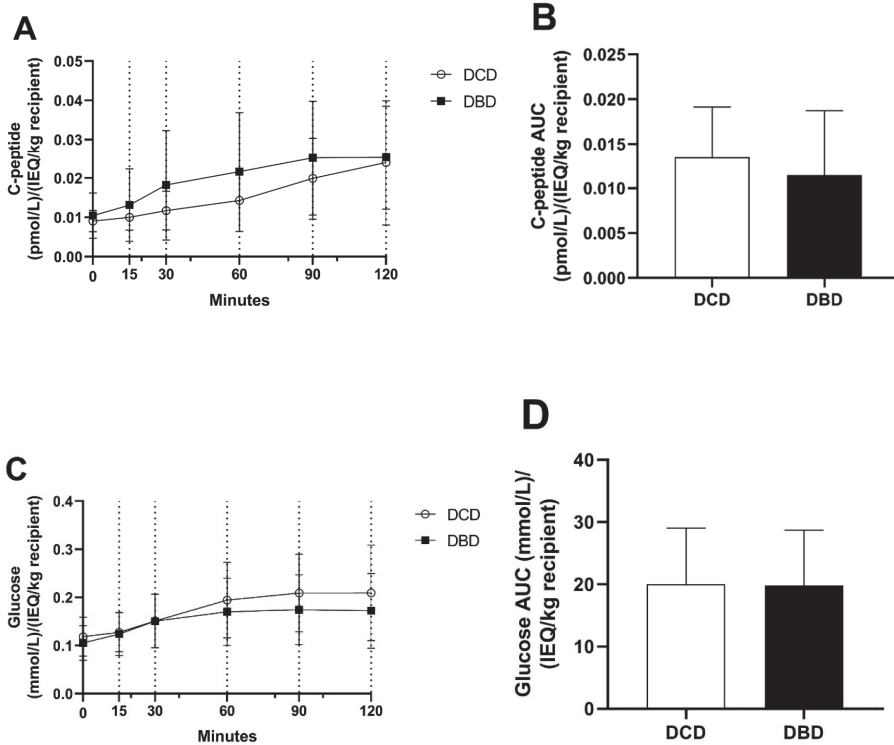 A
C-peptide
(pmol/L)/(IEQ/kg recipient)
0.05
0.04
0.03
0.02
0.01
0.00
0
15
30
60
90
120
Minutes
DCD
DBD
B
C-peptide AUC
(pmol/L)/(IEQ/kg recipient)
0.025
0.020
0.015
0.010
0.005
0.000
DCD
DBD
C
Glucose
(mmol/L)/(IEQ/kg recipient)
0.4
0.3
0.2
0.1
0.0
0
15
30
60
90
120
Minutes
DCD
DBD
D
Glucose AUC (mmol/L)/
(IEQ/kg recipient)
40
30
20
10
0
DCD
DBD